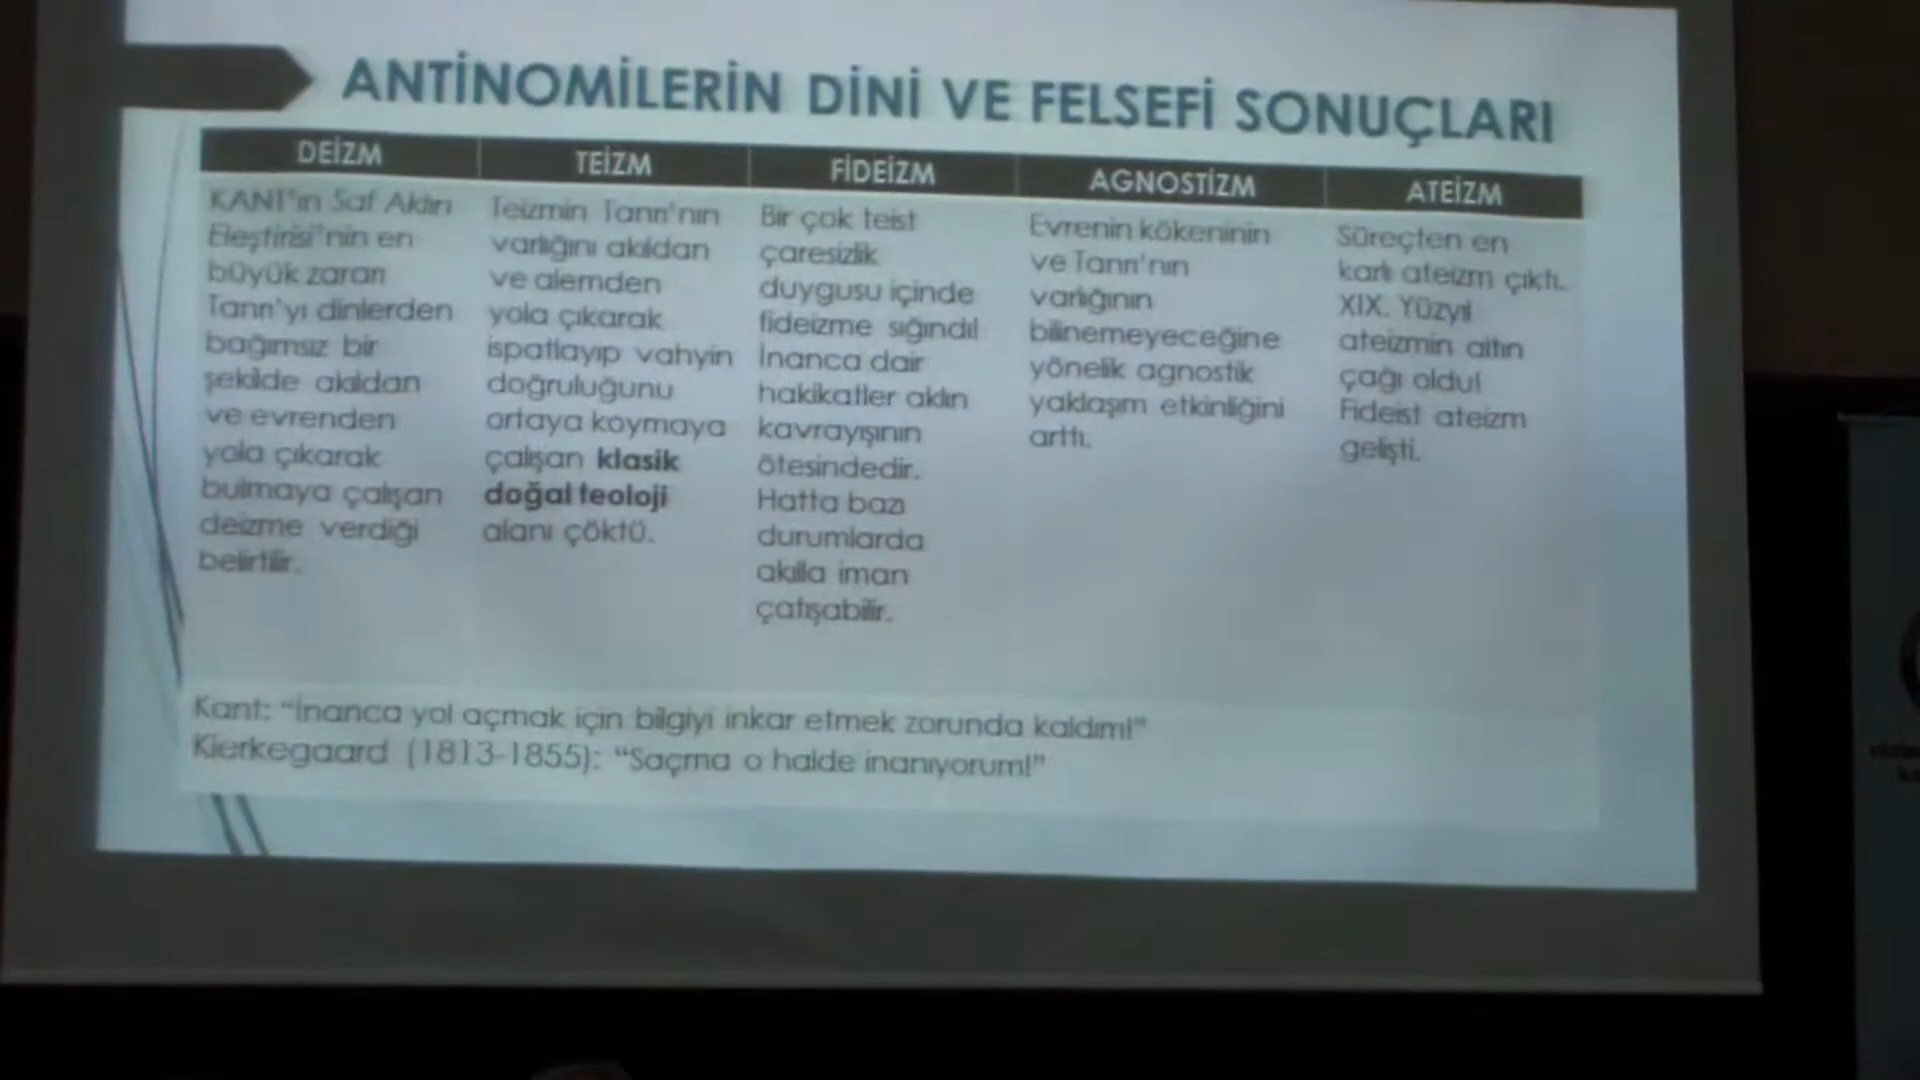 ANTİNOMİLERİN DİNİ VE FELSEFİ SONUÇLARI
DEİZM
KANT'ın Saf Aklın
Eleştirisi'nin en
büyük zararı
Tanrı'yı dinlerden
bağımsız bir
şekilde akıldan
ve evrenden
yola çıkarak
bulmaya çalışan
deizme verdiği
belirtilir.
TEİZM
Teizmin Tanrı'nın
varlığını akıldan
ve alemden
yola çıkarak
ispatlayıp vahyin
doğruluğunu
ortaya koymaya
çalışan klasik
doğal teoloji
alanı çöktü.
FİDEİZM
Bir çok teist
çaresizlik
duygusu içinde
fideizme sığındı!
İnanca dair
hakikatler aklın
kavrayışının
ötesindedir.
Hatta bazı
durumlarda
akılla iman
çatışabilir.
AGNOSTİZM
Evrenin kökeninin
ve Tanrı'nın
varlığının
bilinemeyeceğine
yönelik agnostik
yaklaşım etkinliğini
arttı.
ATEİZM
Süreçten en
karlı ateizm çıktı.
XIX. Yüzyıl
ateizmin altın
çağı oldu!
Fideist ateizm
gelişti.
Kant: "İnanca yol açmak için bilgiyi inkar etmek zorunda kaldım!"
Kierkegaard (1813-1855): "Saçma o halde inanıyorum!"